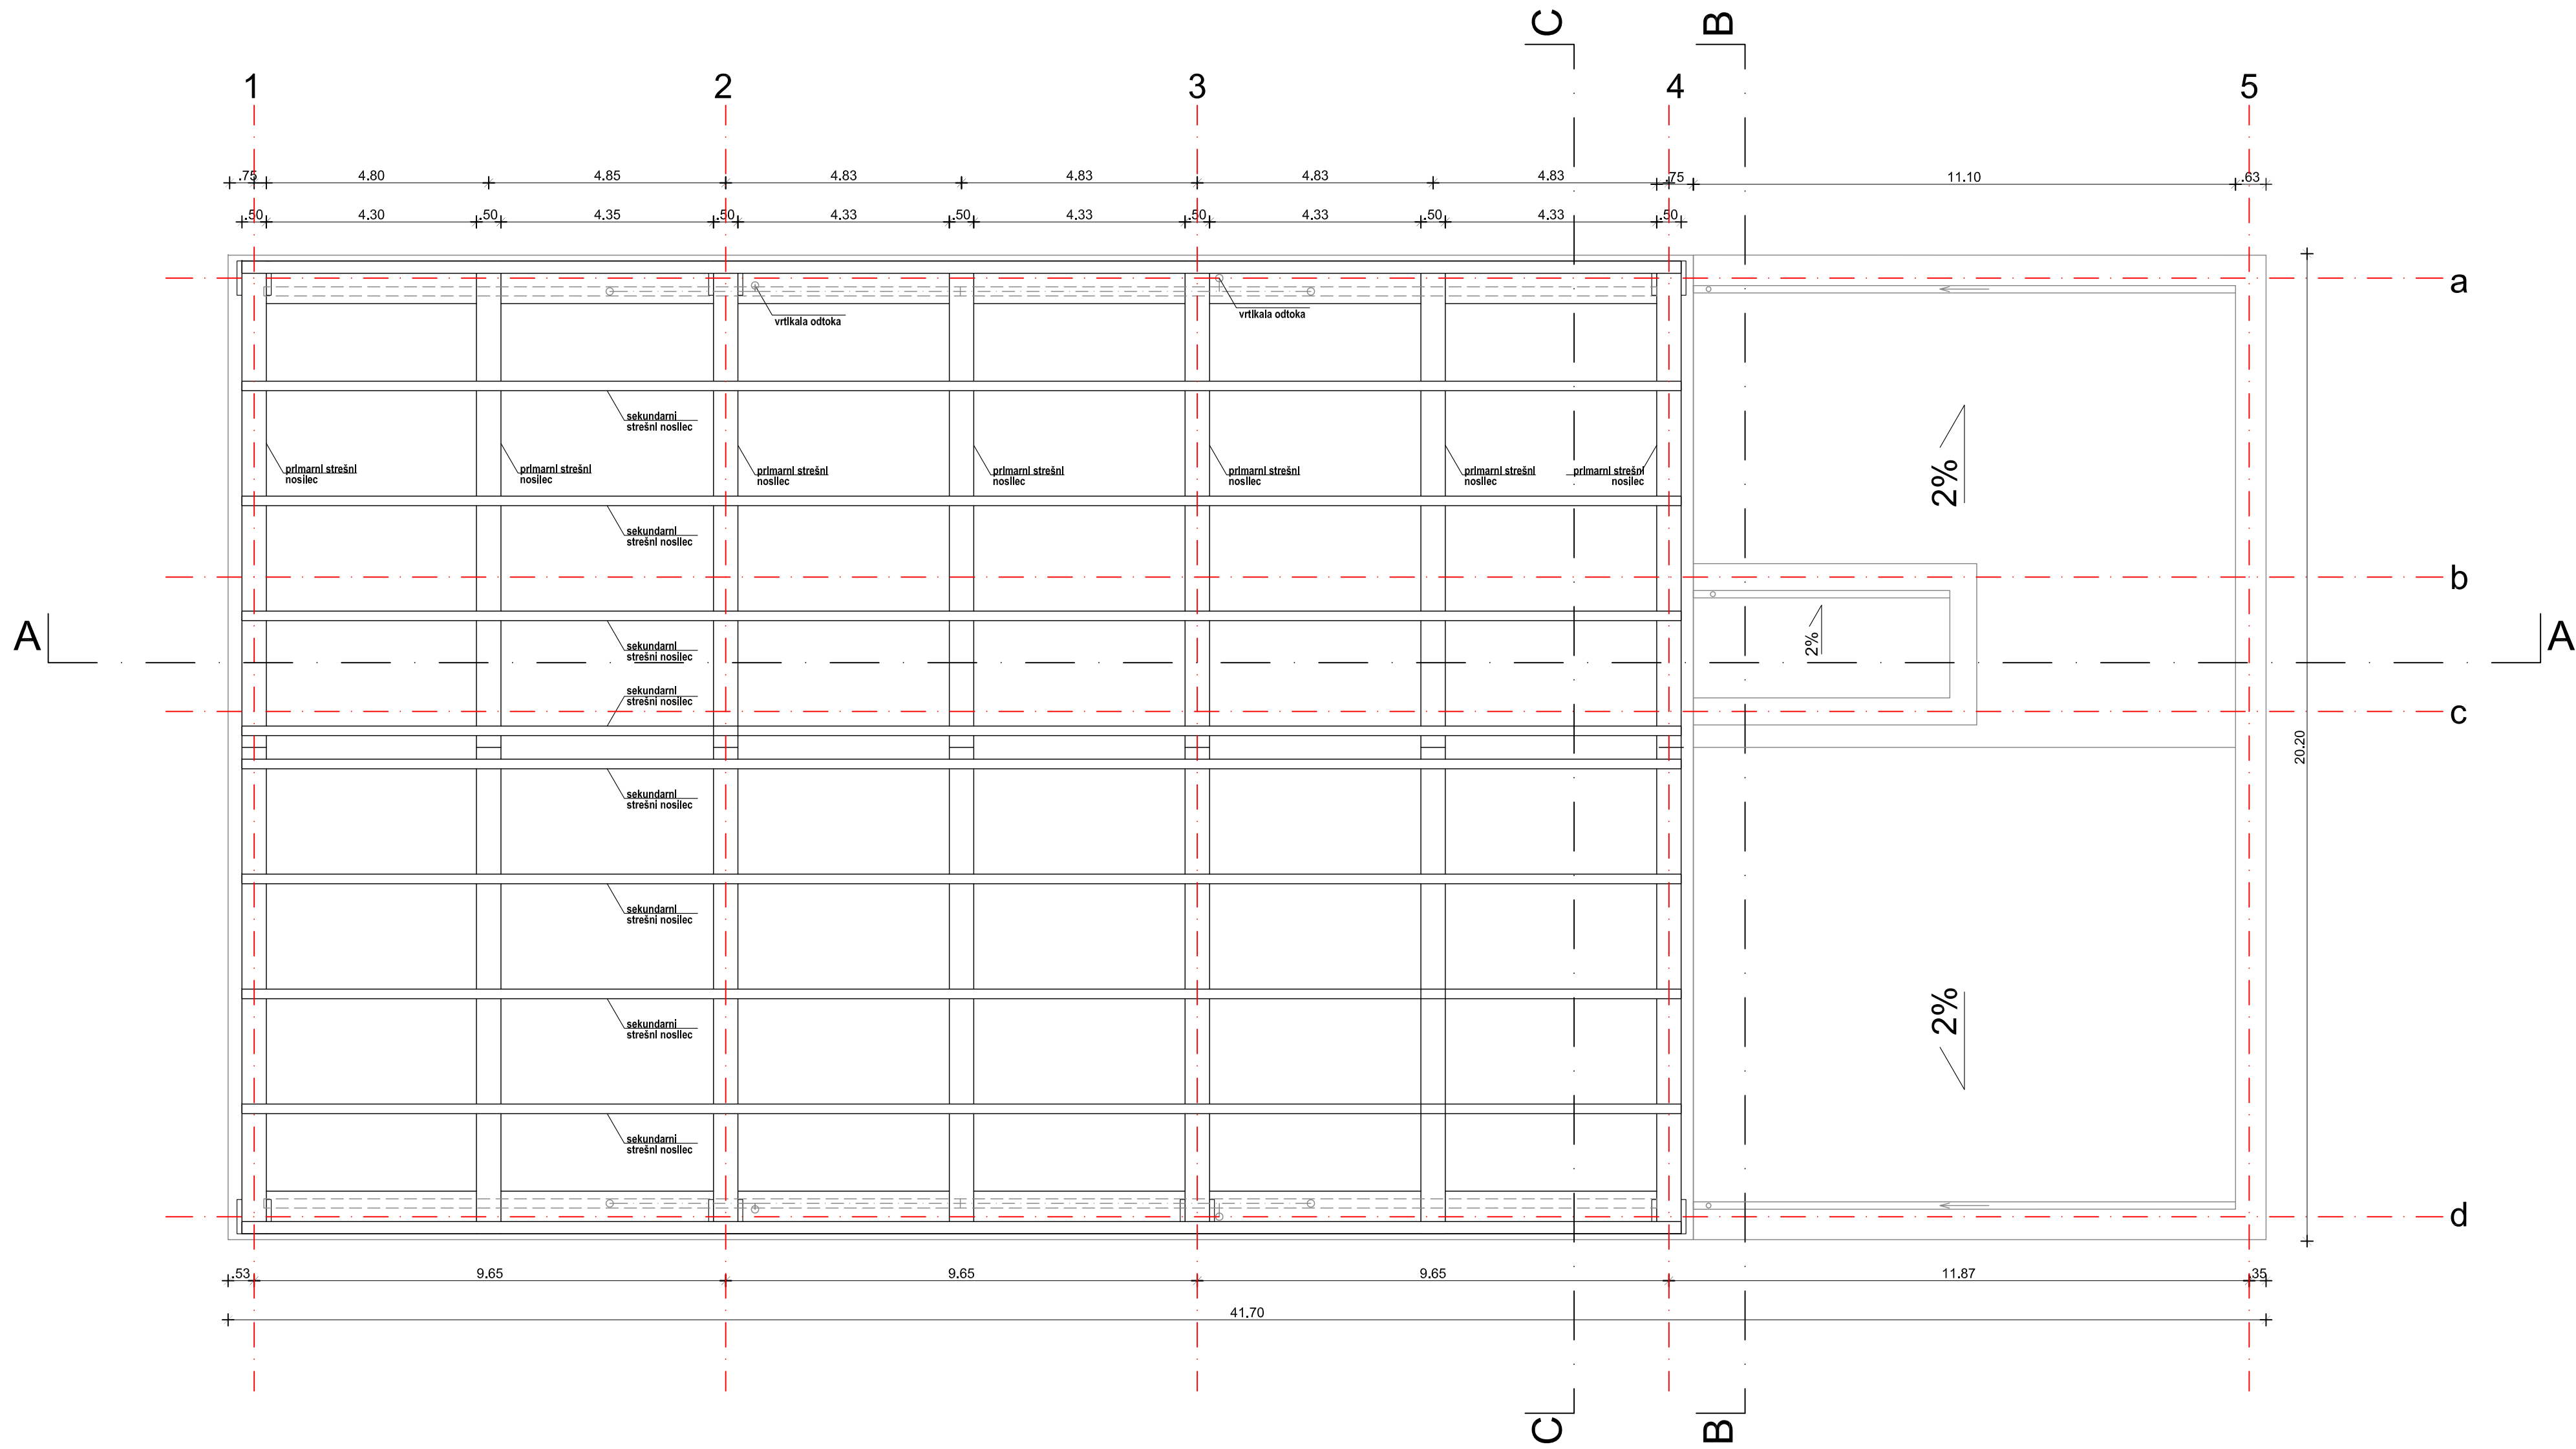 C
B
1
2
3
4
5
.75
4.80
4.85
4.83
4.83
4.83
4.83
.75
11.10
.63
.50
4.30
.50
4.35
.50
4.33
.50
4.33
.50
4.33
.50
4.33
.50
a
vrtikala odtoka
vrtikala odtoka
sekundarni
strešni nosilec
2%
primarni strešni
nosilec
primarni strešni
nosilec
primarni strešni
nosilec
primarni strešni
nosilec
primarni strešni
nosilec
primarni strešni
nosilec
primarni strešni
nosilec
sekundarni
strešni nosilec
b
A
sekundarni
strešni nosilec
2%
A
sekundarni
strešni nosilec
c
20.20
sekundarni
strešni nosilec
sekundarni
strešni nosilec
2%
sekundarni
strešni nosilec
sekundarni
strešni nosilec
d
.53
9.65
9.65
9.65
11.87
.35
41.70
C
B